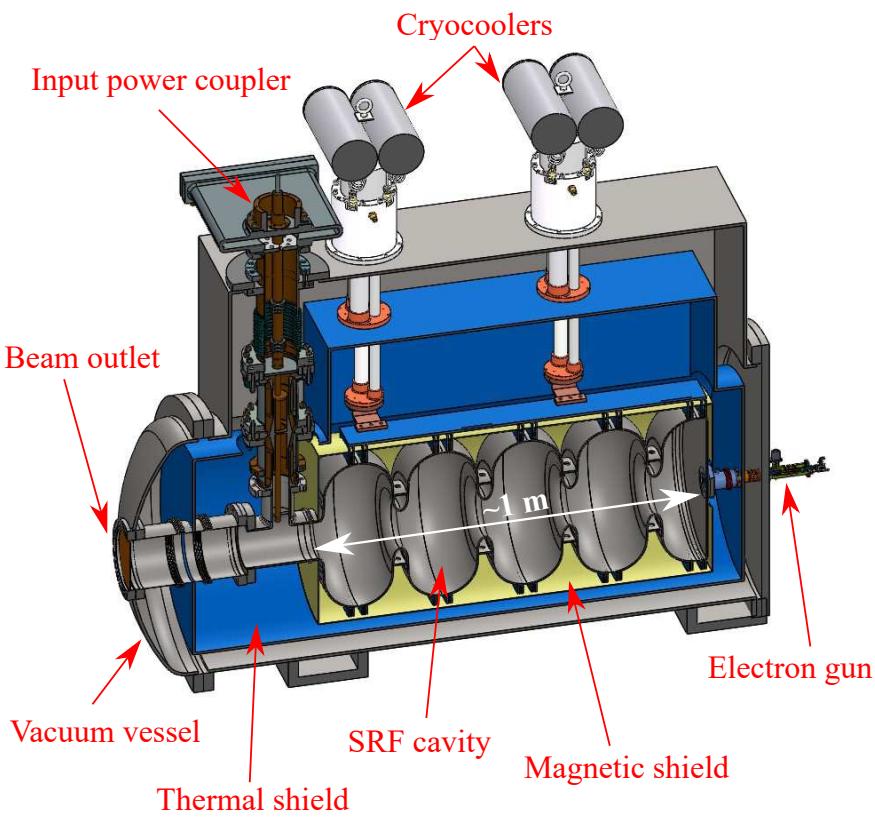 Cryocoolers
Input power coupler
Beam outlet
~1 m
Electron gun
Vacuum vessel
SRF cavity
Magnetic shield
Thermal shield